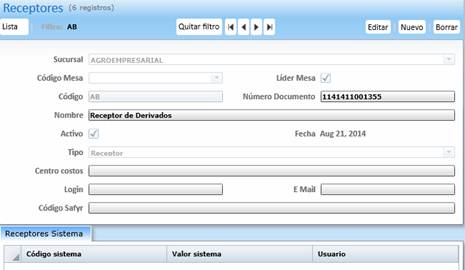 Receptores (6 registros)
Lista Filtro: AB Quitar filtro Editar Nuevo Borrar
Sucursal AGROEMPRESARIAL
Código Mesa Líder Mesa
Código AB Número Documento 1141411001355
Nombre Receptor de Derivados
Activo Fecha Aug 21, 2014
Tipo Receptor
Centro costos
Login E Mail
Código Safyr
Receptores Sistema
Código sistema Valor sistema Usuario